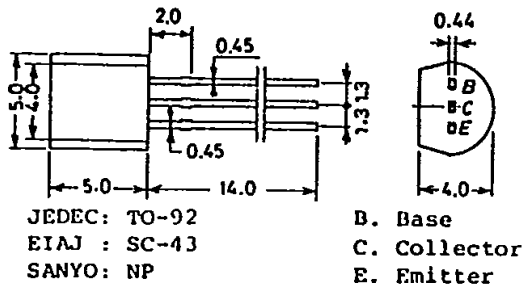 2.0
0.44
0.45
5.0
4.0
B
C
E
1.3
1.3
0.45
5.0
14.0
4.0
JEDEC: TO-92
EIAJ : SC-43
SANYO: NP
B. Base
C. Collector
E. Emitter